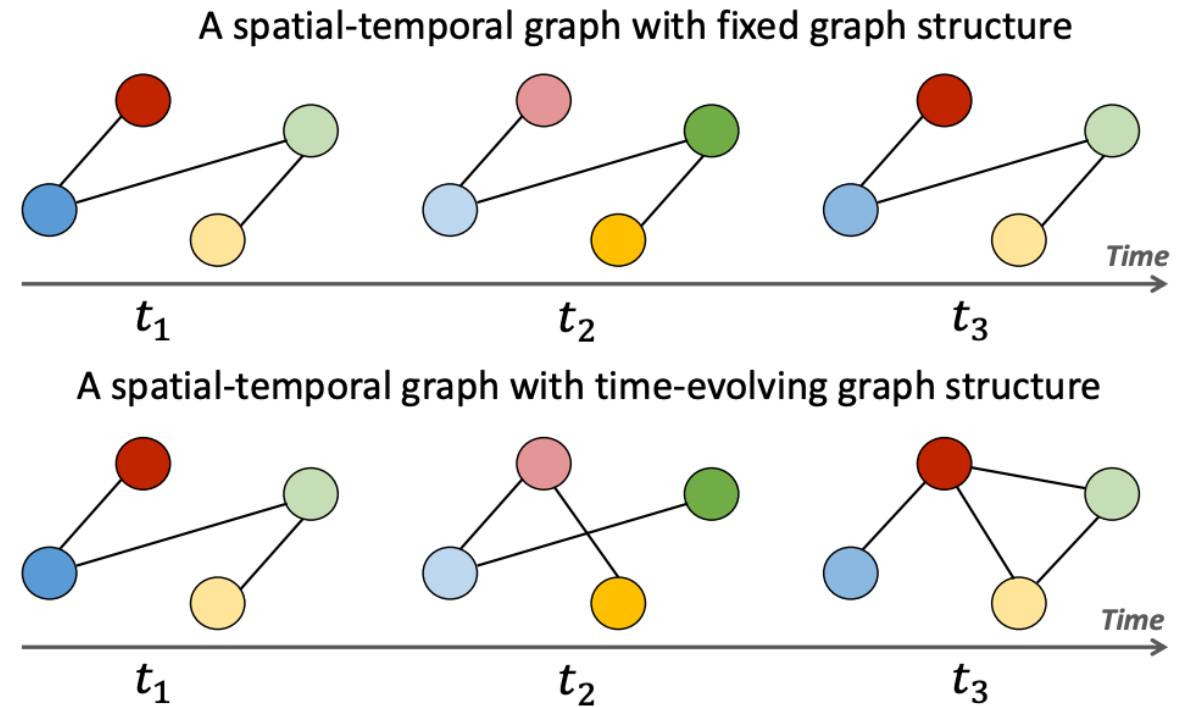 A spatial-temporal graph with fixed graph structure
Time
t₁ t₂ t₃
A spatial-temporal graph with time-evolving graph structure
Time
t₁ t₂ t₃